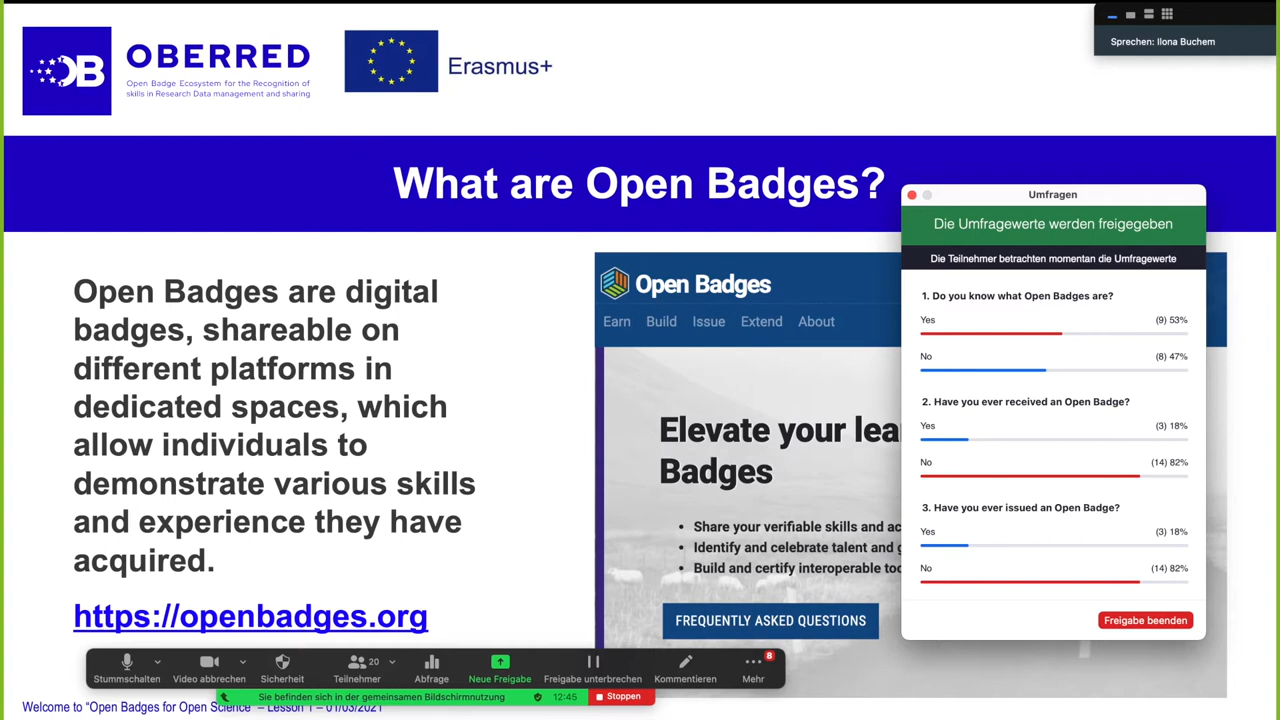 OBERRED
Open Badge Ecosystem for the Recognition of
skills in Research Data management and sharing
Erasmus+
Sprechen: Ilona Buchem
What are Open Badges?
Open Badges are digital
badges, shareable on
different platforms in
dedicated spaces, which
allow individuals to
demonstrate various skills
and experience they have
acquired.
https://openbadges.org
Open Badges
Earn Build Issue Extend About
Elevate your lea
Badges
• Share your verifiable skills and ac
• Identify and celebrate talent and g
• Build and certify interoperable too
FREQUENTLY ASKED QUESTIONS
Umfragen
Die Umfragewerte werden freigegeben
Die Teilnehmer betrachten momentan die Umfragewerte
1. Do you know what Open Badges are?
Yes (9) 53%
No (8) 47%
2. Have you ever received an Open Badge?
Yes (3) 18%
No (14) 82%
3. Have you ever issued an Open Badge?
Yes (3) 18%
No (14) 82%
Freigabe beenden
20
8
Stummschalten Video abbrechen Sicherheit Teilnehmer Abfrage Neue Freigabe Freigabe unterbrechen Kommentieren Mehr
Sie befinden sich in der gemeinsamen Bildschirmnutzung 12:45 Stoppen
Welcome to “Open Badges for Open Science” – Lesson 1 – 01/03/2021